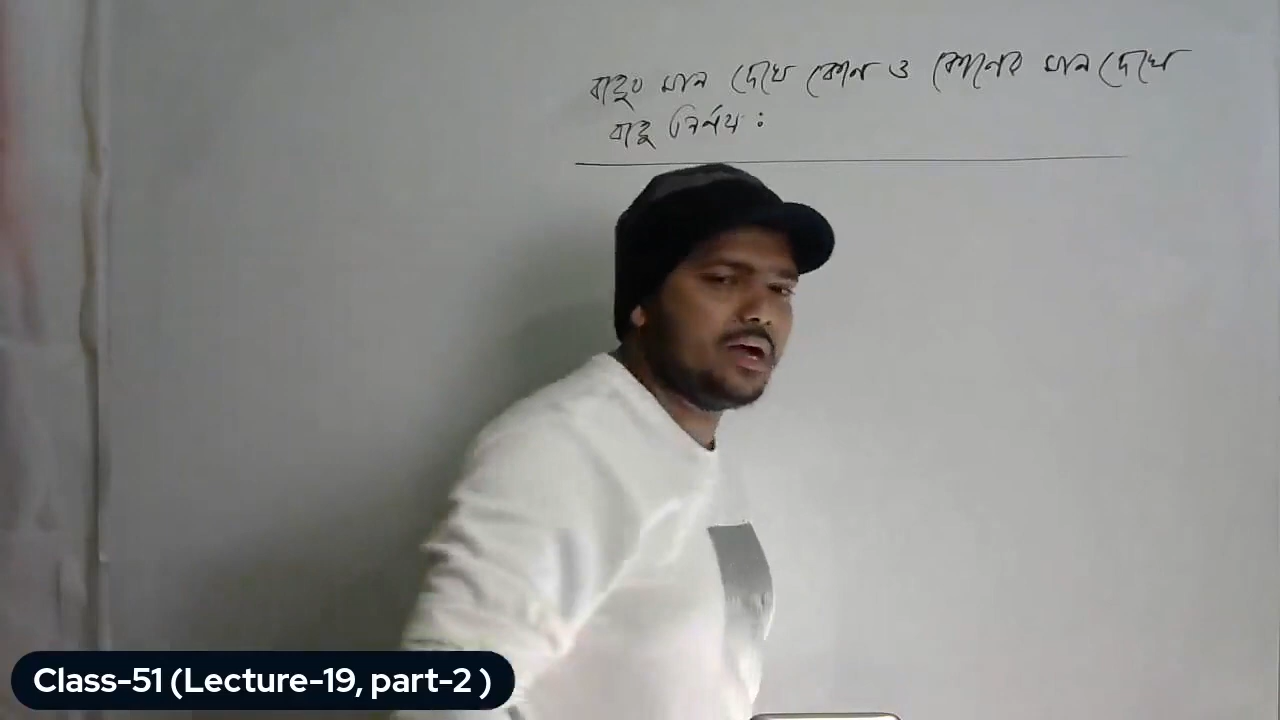 বাহুর মান দেখে কোন ও কোনের মান দেখে
বাহু নির্ণয় :
Class-51 (Lecture-19, part-2 )